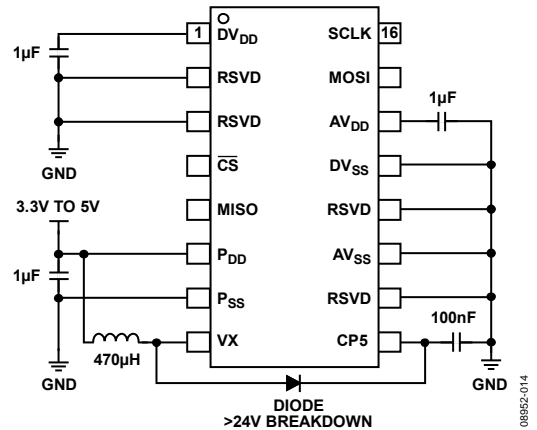 1 DVDD SCLK 16
1µF
RSVD MOSI
1µF
RSVD AVDD
GND
CS DVSS
3.3V TO 5V
MISO RSVD
PDD AVSS
1µF
PSS RSVD
100nF
VX CP5
470µH
GND GND
DIODE
>24V BREAKDOWN
08952-014